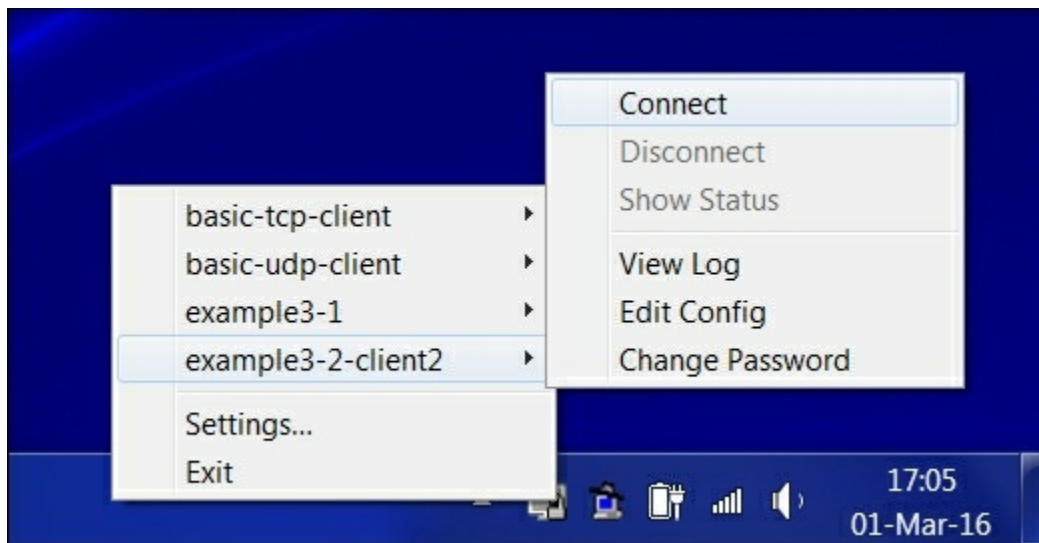 Connect
Disconnect
Show Status
View Log
Edit Config
Change Password
basic-tcp-client
basic-udp-client
example3-1
example3-2-client2
Settings...
Exit
17:05
01-Mar-16